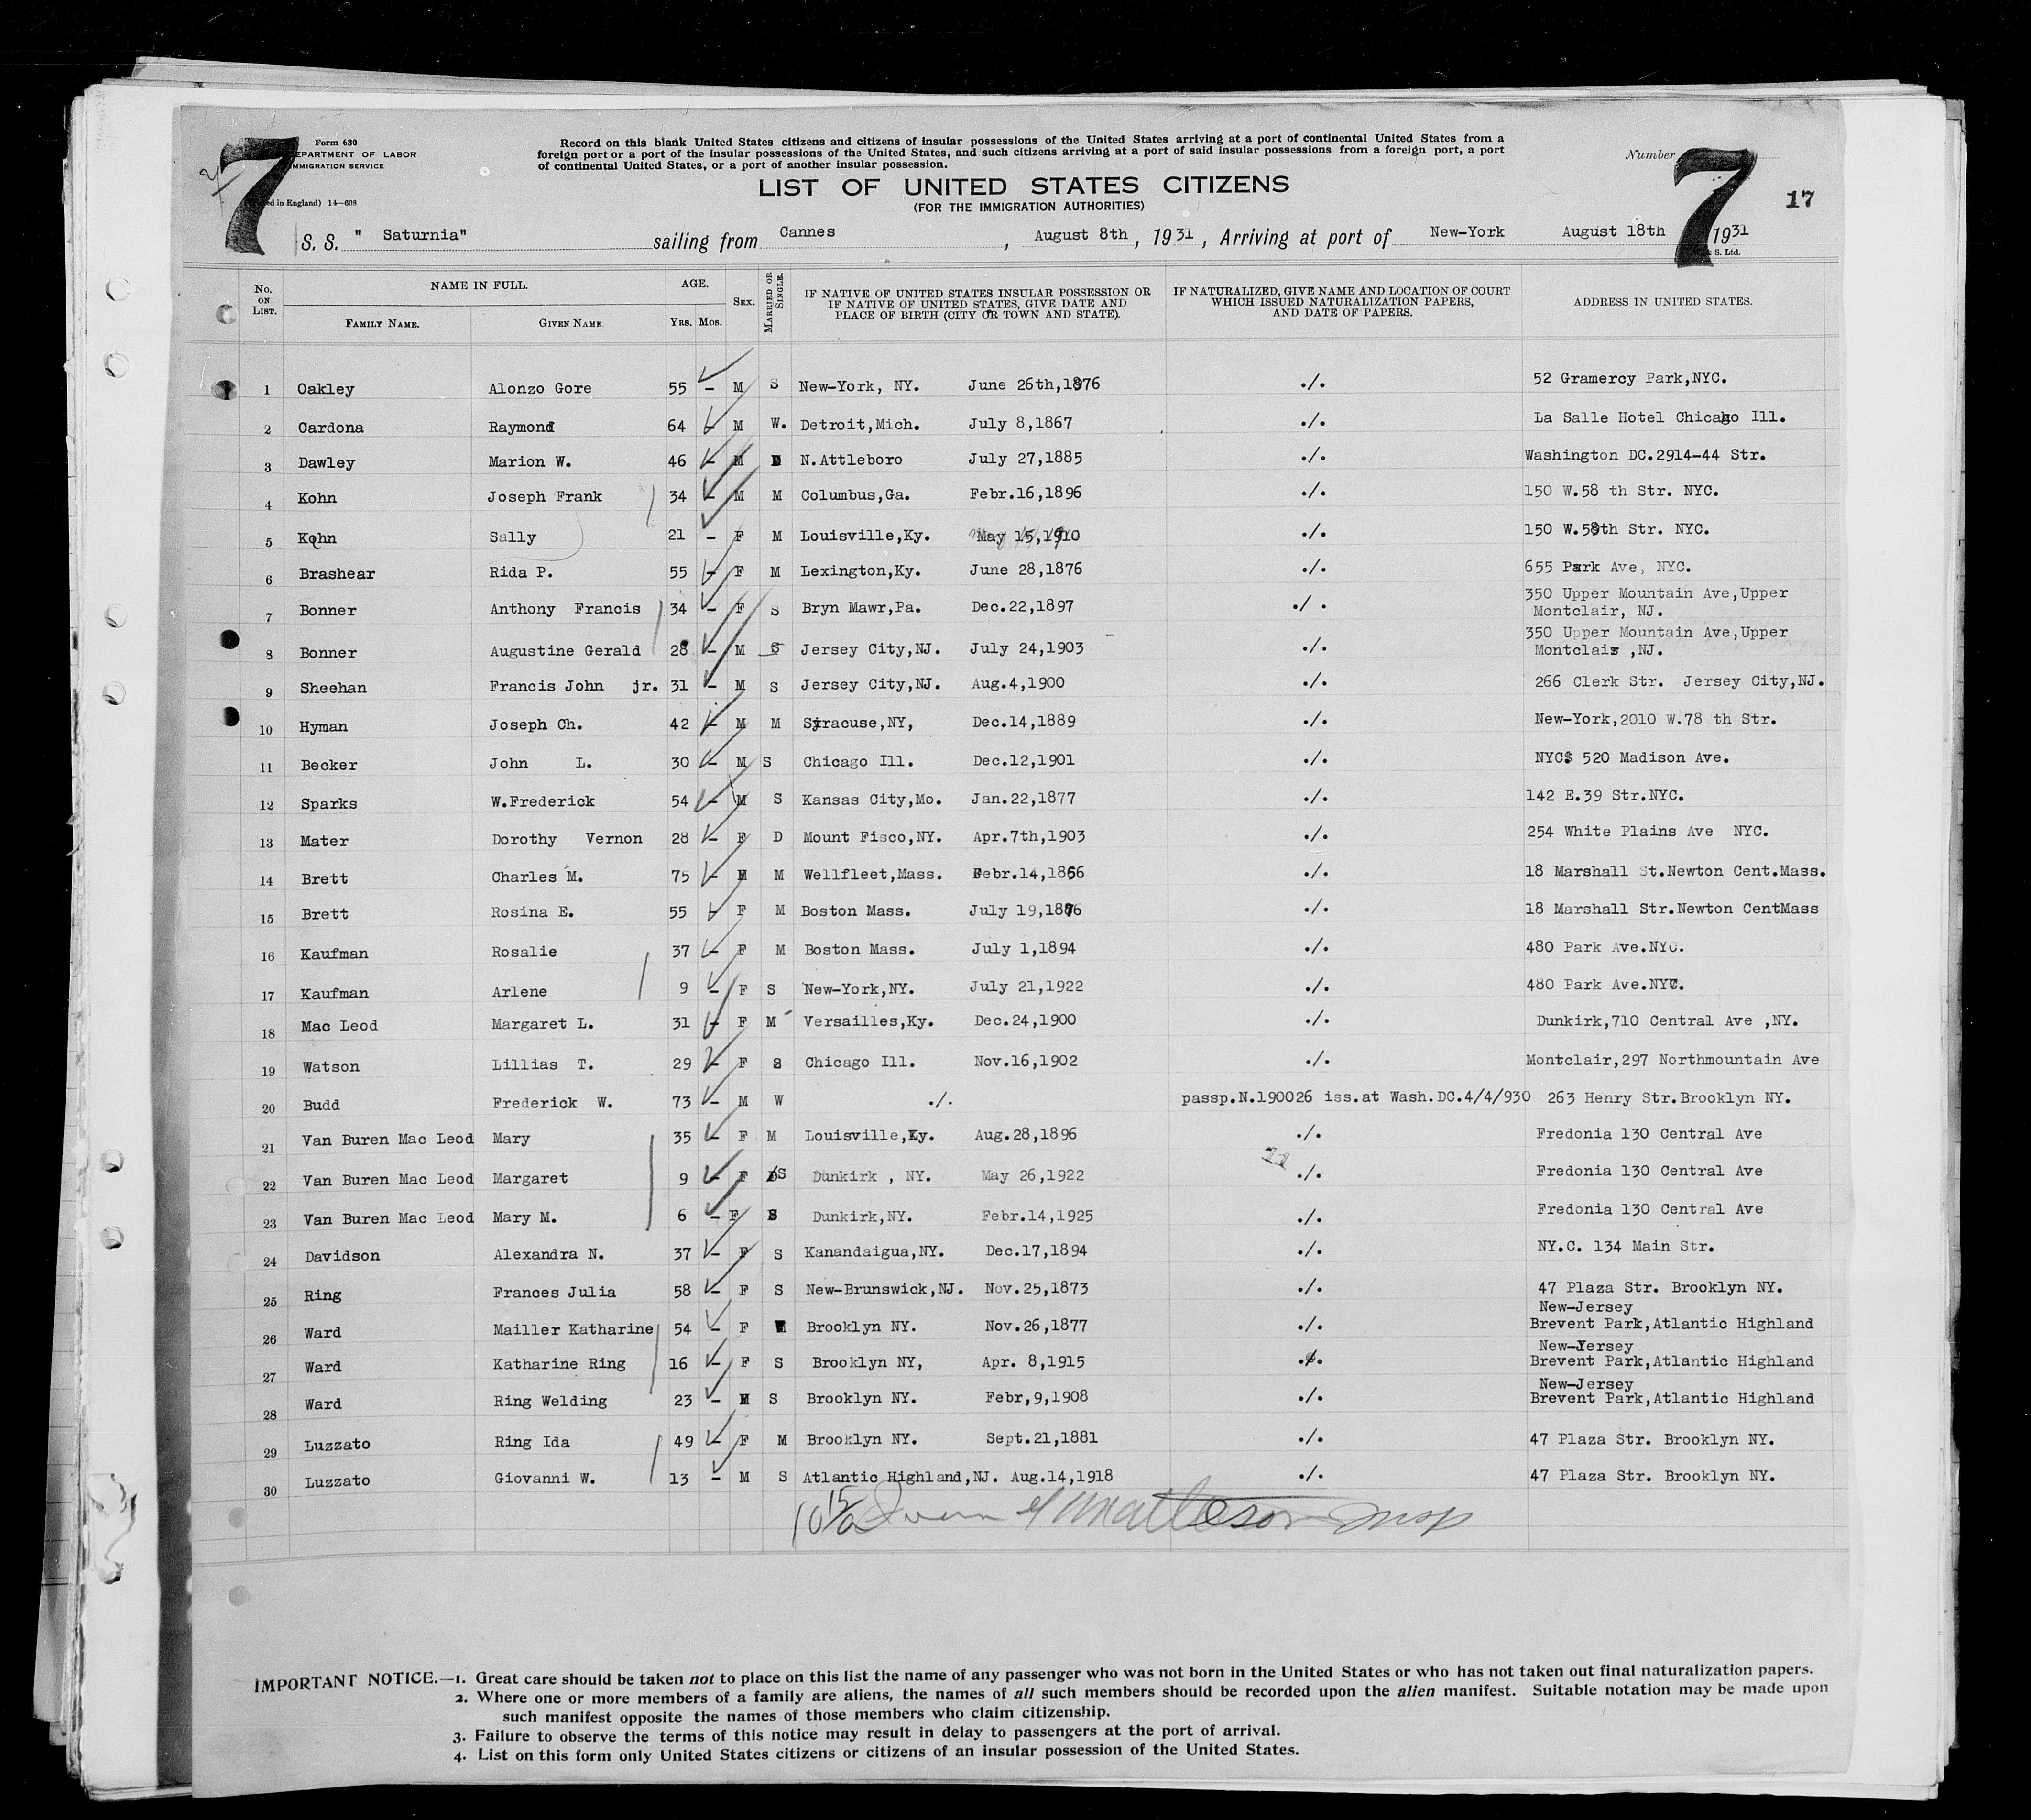 7
Form 630
DEPARTMENT OF LABOR
IMMIGRATION SERVICE
in England) 14—608
Record on this blank United States citizens and citizens of insular possessions of the United States arriving at a port of continental United States from a
foreign port or a port of the insular possessions of the United States, and such citizens arriving at a port of said insular possessions from a foreign port, a port
of continental United States, or a port of another insular possession.
LIST OF UNITED STATES CITIZENS
(FOR THE IMMIGRATION AUTHORITIES)
Number
7
17
S. S. " Saturnia" sailing from Cannes , August 8th, 1931, Arriving at port of New-York August 18th 1931
S. Ltd.
No. ON LIST. NAME IN FULL. AGE. SEX. MARRIED OR SINGLE. IF NATIVE OF UNITED STATES INSULAR POSSESSION OR IF NATIVE OF UNITED STATES, GIVE DATE AND PLACE OF BIRTH (CITY OR TOWN AND STATE). IF NATURALIZED, GIVE NAME AND LOCATION OF COURT WHICH ISSUED NATURALIZATION PAPERS, AND DATE OF PAPERS. ADDRESS IN UNITED STATES.
FAMILY NAME. GIVEN NAME. YRS. MOS.
1 Oakley Alonzo Gore 55 – M S New-York, NY. June 26th,1876 ./. 52 Gramercy Park,NYC.
2 Cardona Raymond 64 – M W. Detroit,Mich. July 8,1867 ./. La Salle Hotel Chicago Ill.
3 Dawley Marion W. 46 – M D N.Attleboro July 27,1885 ./. Washington DC.2914-44 Str.
4 Kohn Joseph Frank 34 – M M Columbus,Ga. Febr.16,1896 ./. 150 W.58 th Str. NYC.
5 Kohn Sally 21 – F M Louisville,Ky. May 15,1910 ./. 150 W.58th Str. NYC.
6 Brashear Rida P. 55 – F M Lexington,Ky. June 28,1876 ./. 655 Park Ave, NYC.
7 Bonner Anthony Francis 34 – F S Bryn Mawr,Pa. Dec.22,1897 ./. 350 Upper Mountain Ave,Upper
Montclair, NJ.
8 Bonner Augustine Gerald 28 – M S Jersey City,NJ. July 24,1903 ./. 350 Upper Mountain Ave,Upper
Montclair ,NJ.
9 Sheehan Francis John jr. 31 – M S Jersey City,NJ. Aug.4,1900 ./. 266 Clerk Str. Jersey City,NJ.
10 Hyman Joseph Ch. 42 – M M Syracuse,NY, Dec.14,1889 ./. New-York,2010 W.78 th Str.
11 Becker John L. 30 – M S Chicago Ill. Dec.12,1901 ./. NYC 520 Madison Ave.
12 Sparks W.Frederick 54 – M S Kansas City,Mo. Jan.22,1877 ./. 142 E.39 Str.NYC.
13 Mater Dorothy Vernon 28 – F D Mount Fisco,NY. Apr.7th,1903 ./. 254 White Plains Ave NYC.
14 Brett Charles M. 75 – M M Wellfleet,Mass. Febr.14,1856 ./. 18 Marshall St.Newton Cent.Mass.
15 Brett Rosina E. 55 – F M Boston Mass. July 19,1876 ./. 18 Marshall Str.Newton CentMass
16 Kaufman Rosalie 37 – F M Boston Mass. July 1,1894 ./. 480 Park Ave.NYC.
17 Kaufman Arlene 9 – F S New-York,NY. July 21,1922 ./. 480 Park Ave.NYC.
18 Mac Leod Margaret L. 31 – F M Versailles,Ky. Dec.24,1900 ./. Dunkirk,710 Central Ave ,NY.
19 Watson Lillias T. 29 – F S Chicago Ill. Nov.16,1902 ./. Montclair,297 Northmountain Ave
20 Budd Frederick W. 73 – M W ./. passp.N.190026 iss.at Wash.DC.4/4/930 263 Henry Str.Brooklyn NY.
21 Van Buren Mac Leod Mary 35 – F M Louisville,Ky. Aug.28,1896 ./. Fredonia 130 Central Ave
22 Van Buren Mac Leod Margaret 9 – F S Dunkirk , NY. May 26,1922 ./. Fredonia 130 Central Ave
23 Van Buren Mac Leod Mary M. 6 – F S Dunkirk,NY. Febr.14,1925 ./. Fredonia 130 Central Ave
24 Davidson Alexandra N. 37 – F S Kanandaigua,NY. Dec.17,1894 ./. NY.C. 134 Main Str.
25 Ring Frances Julia 58 – F S New-Brunswick,NJ. Nov.25,1873 ./. 47 Plaza Str. Brooklyn NY.
New-Jersey
26 Ward Mailler Katharine 54 – F Brooklyn NY. Nov.26,1877 ./. Brevent Park,Atlantic Highland
New-Jersey
27 Ward Katharine Ring 16 – F S Brooklyn NY, Apr. 8,1915 ./. Brevent Park,Atlantic Highland
New-Jersey
28 Ward Ring Welding 23 – M S Brooklyn NY. Febr,9,1908 ./. Brevent Park,Atlantic Highland
29 Luzzato Ring Ida 49 – F M Brooklyn NY. Sept.21,1881 ./. 47 Plaza Str. Brooklyn NY.
30 Luzzato Giovanni W. 13 – M S Atlantic Highland,NJ. Aug.14,1918 ./. 47 Plaza Str. Brooklyn NY.
Matteson Insp
IMPORTANT NOTICE.—1. Great care should be taken not to place on this list the name of any passenger who was not born in the United States or who has not taken out final naturalization papers.
2. Where one or more members of a family are aliens, the names of all such members should be recorded upon the alien manifest. Suitable notation may be made upon
such manifest opposite the names of those members who claim citizenship.
3. Failure to observe the terms of this notice may result in delay to passengers at the port of arrival.
4. List on this form only United States citizens or citizens of an insular possession of the United States.